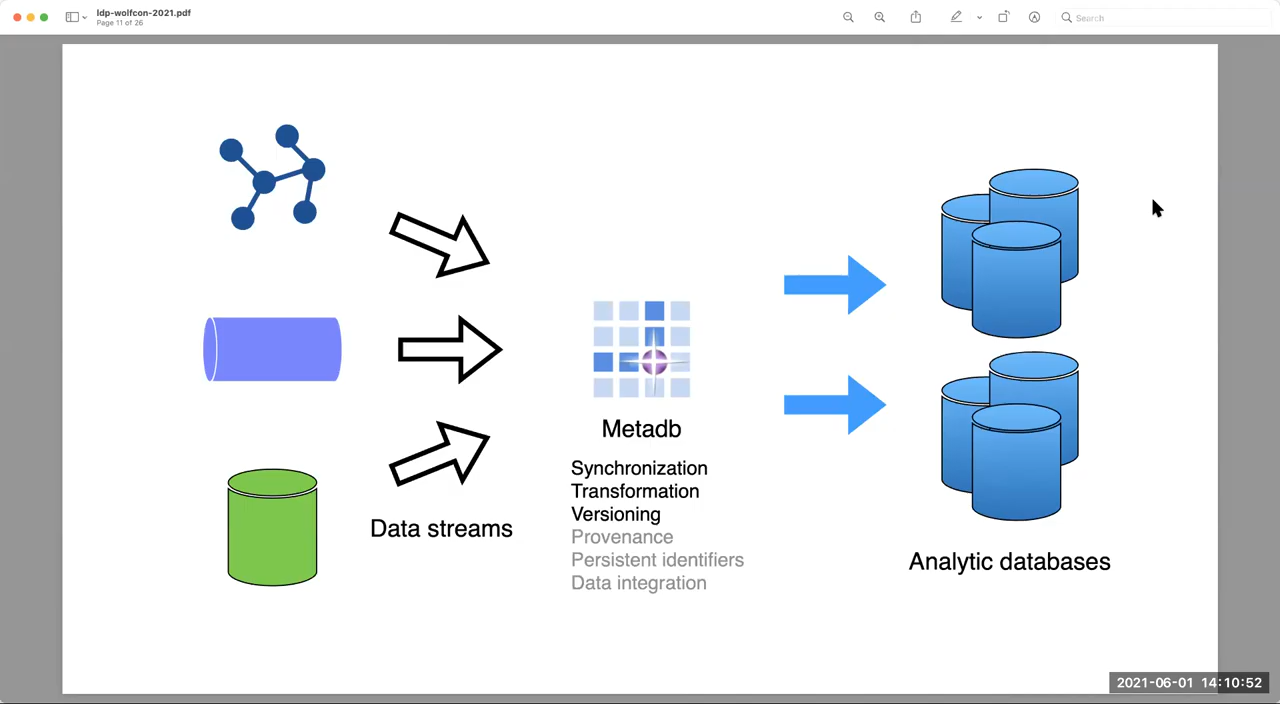 ldp-wolfcon-2021.pdf
Page 11 of 26
Search
Metadb
Synchronization
Transformation
Versioning
Provenance
Persistent identifiers
Data integration
Data streams
Analytic databases
2021-06-01 14:10:52